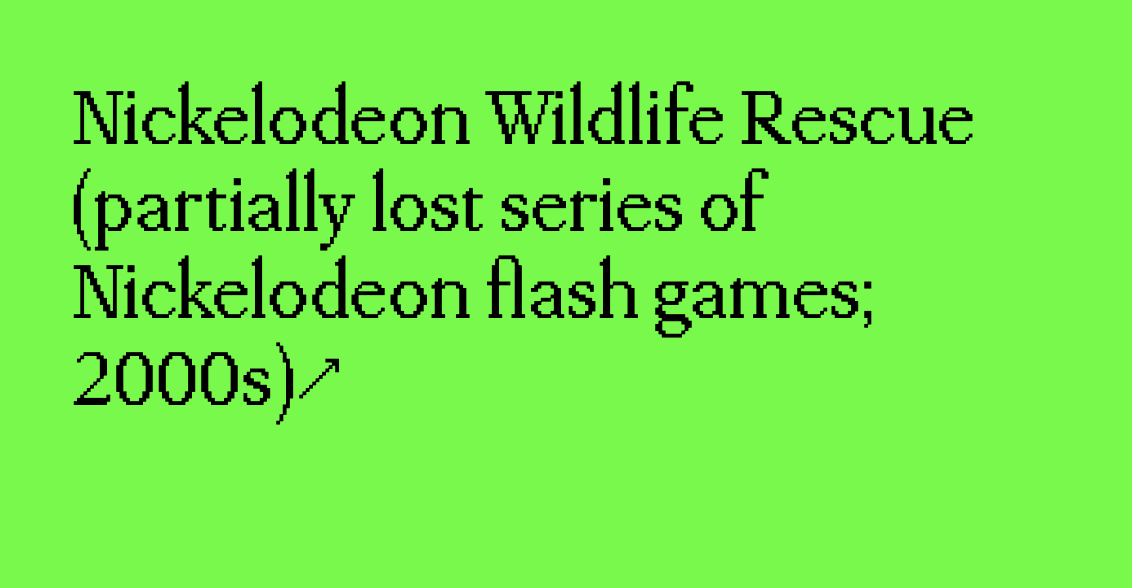 Nickelodeon Wildlife Rescue
(partially lost series of
Nickelodeon flash games;
2000s)↗